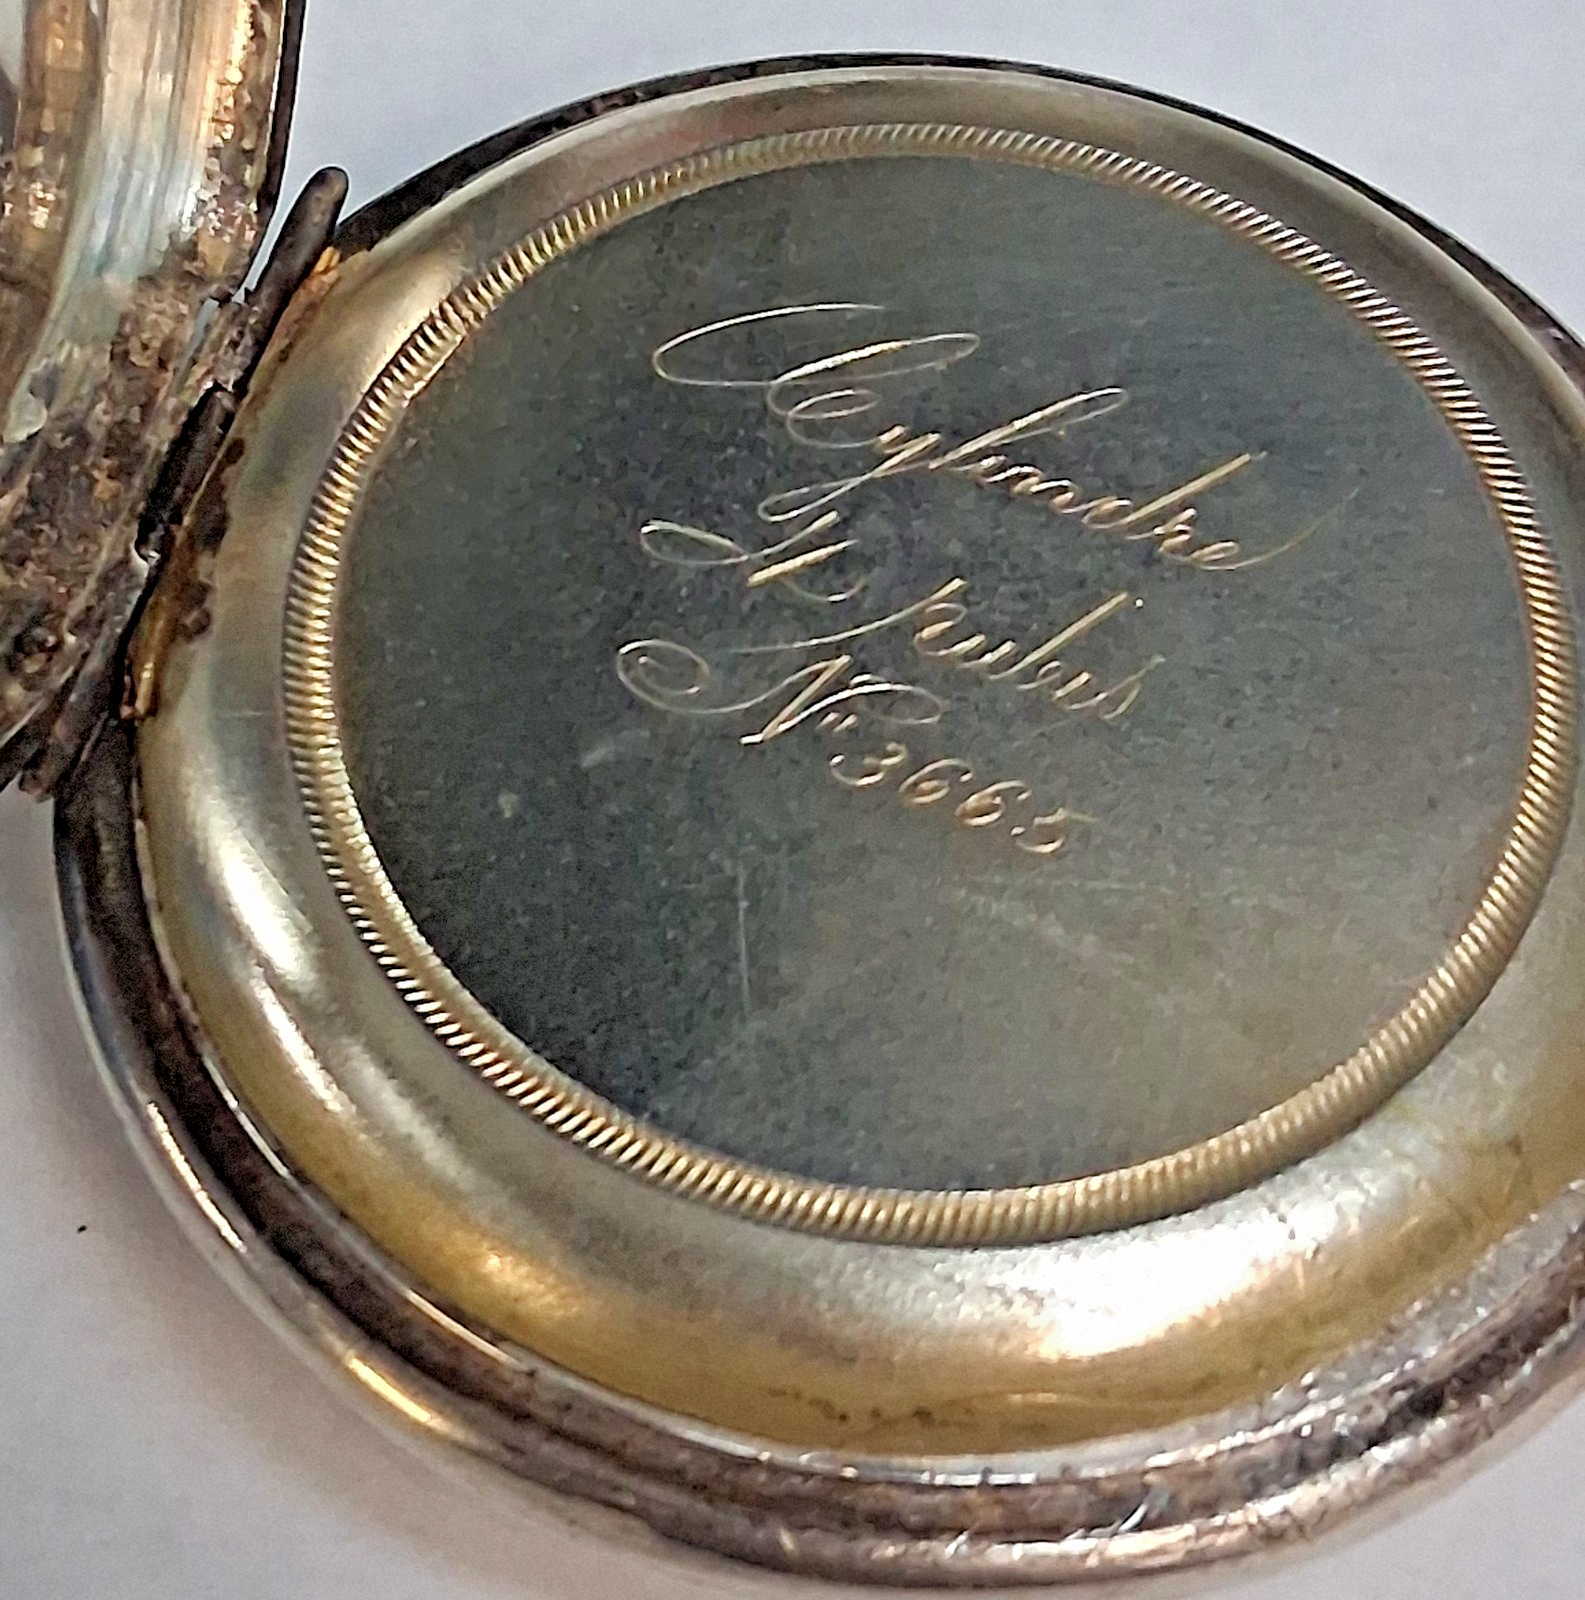 Cylindre
4 rubis
Nº 3665